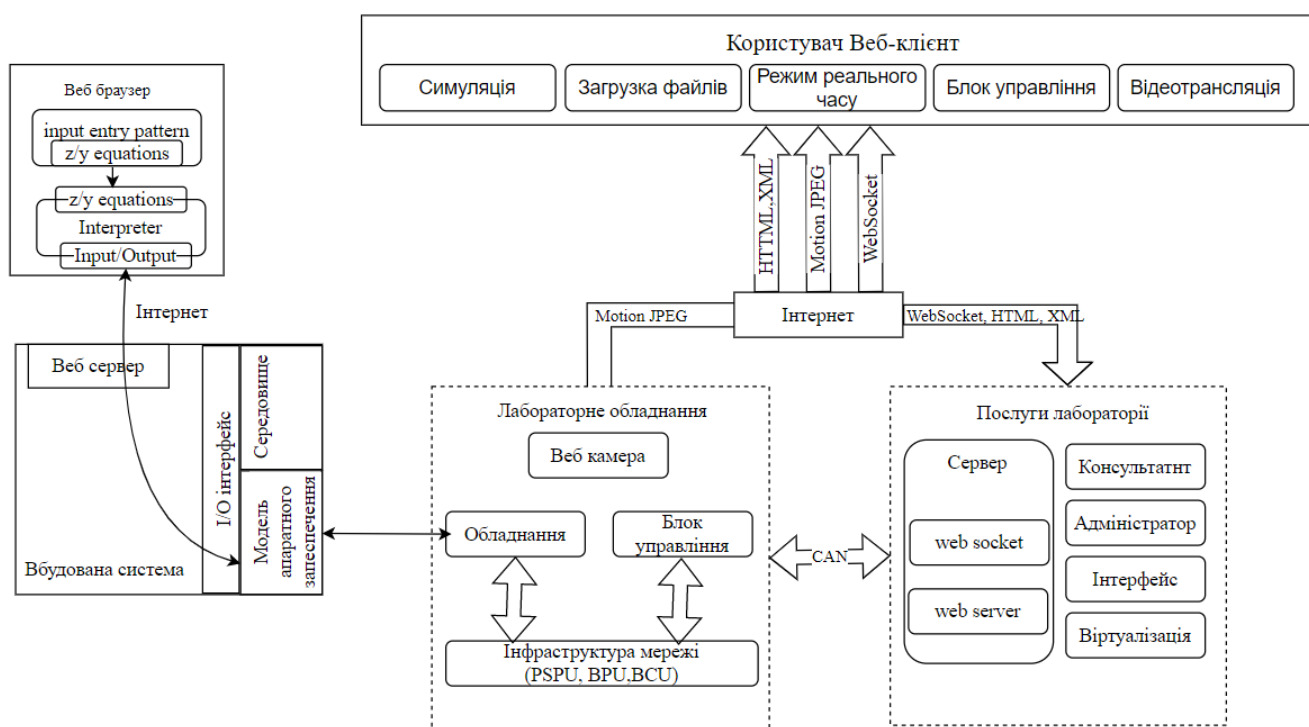 Користувач Веб-клієнт
Симуляція
Загрузка файлів
Режим реального
часу
Блок управління
Відеотрансляція
Веб браузер
input entry pattern
z/y equations
z/y equations
Interpreter
Input/Output
Інтернет
HTTML,XML
Motion JPEG
WebSocket
Motion JPEG
Інтернет
WebSocket, HTML, XML
Веб сервер
I/O інтерфейс
Середовище
Модель
апаратного
запеспечення
Вбудована система
Лабораторне обладнання
Веб камера
Обладнання
Блок
управління
Інфраструктура мережі
(PSPU, BPU,BCU)
CAN
Послуги лабораторії
Сервер
web socket
web server
Консультатнт
Адміністратор
Інтерфейс
Віртуалізація